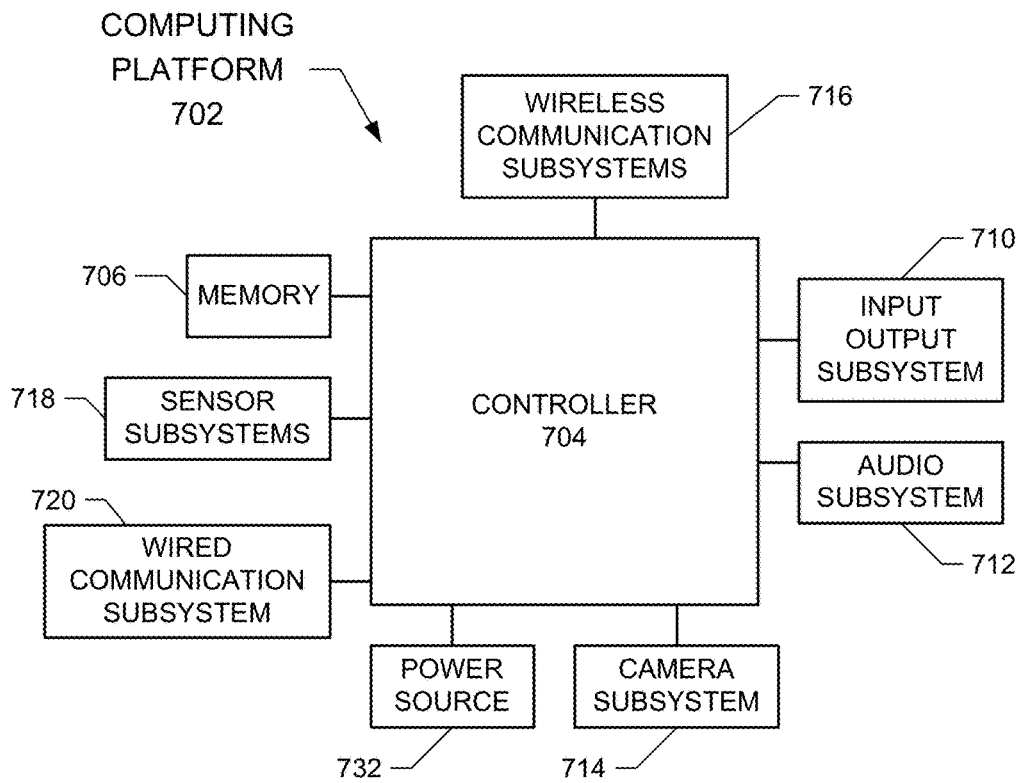 COMPUTING
PLATFORM
702
WIRELESS
COMMUNICATION
SUBSYSTEMS
716
706
MEMORY
710
INPUT
OUTPUT
SUBSYSTEM
718
SENSOR
SUBSYSTEMS
CONTROLLER
704
AUDIO
SUBSYSTEM
712
720
WIRED
COMMUNICATION
SUBSYSTEM
POWER
SOURCE
732
CAMERA
SUBSYSTEM
714